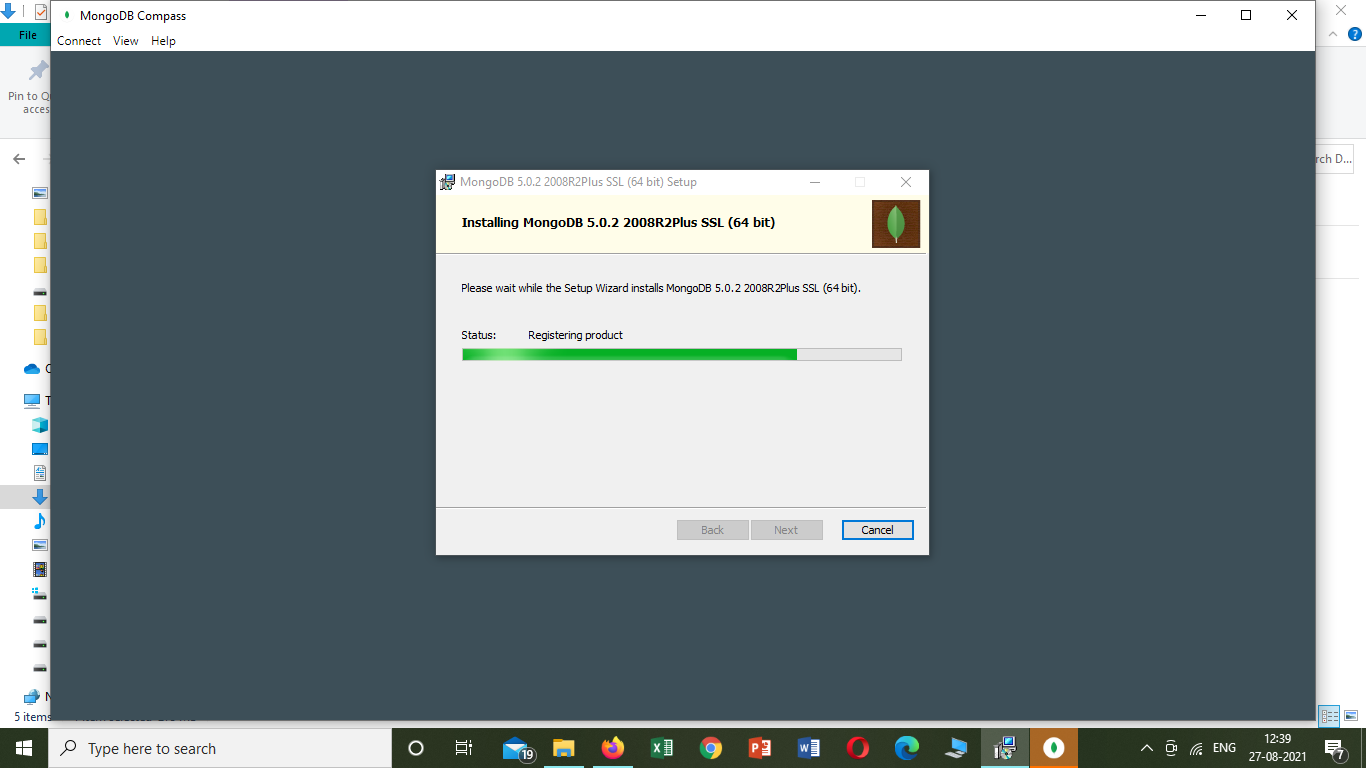 MongoDB Compass
File
Connect View Help
Pin to Q
acces
rch D...
MongoDB 5.0.2 2008R2Plus SSL (64 bit) Setup
Installing MongoDB 5.0.2 2008R2Plus SSL (64 bit)
Please wait while the Setup Wizard installs MongoDB 5.0.2 2008R2Plus SSL (64 bit).
Status: Registering product
Back Next Cancel
5 items
Type here to search
19
ENG
12:39
27-08-2021
7